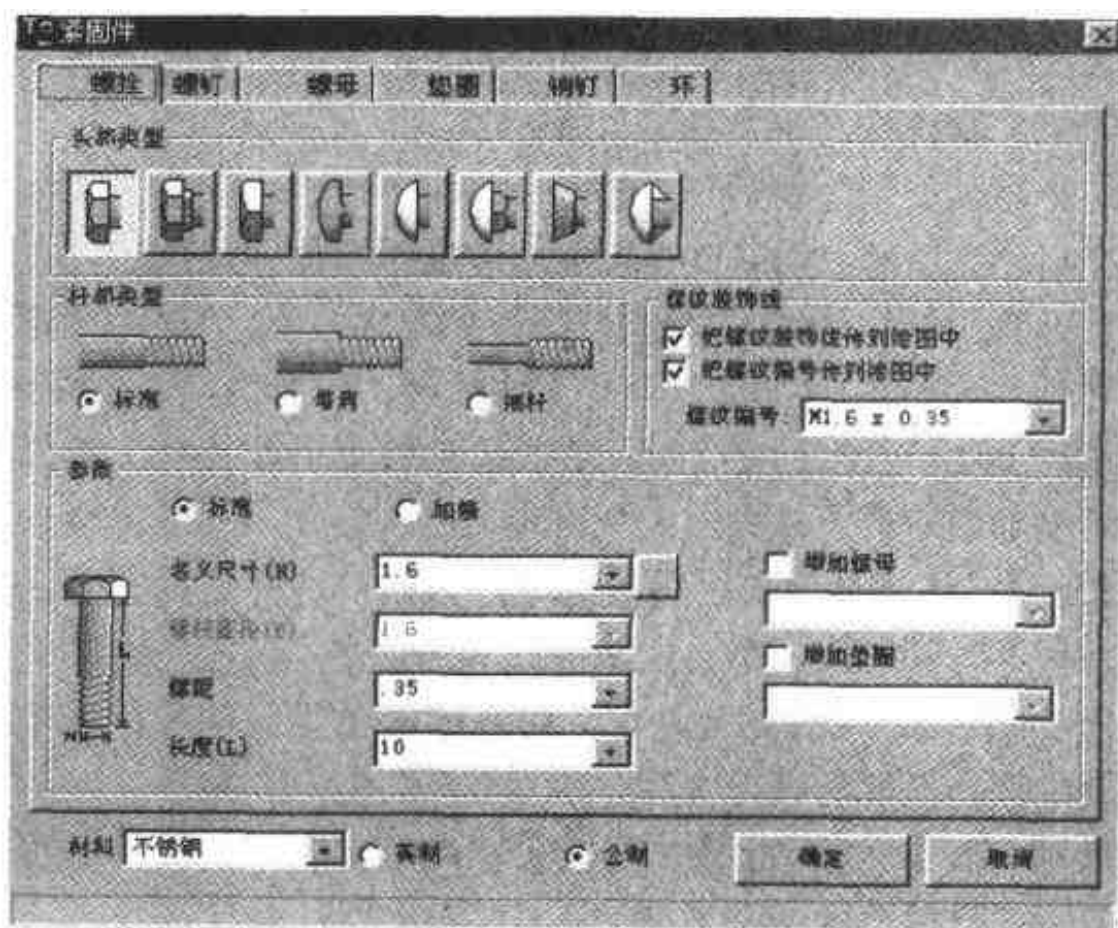 紧固件
螺栓 螺钉 螺母 垫圈 销钉 环
头部类型
杆部类型
螺纹装饰线
把螺纹装饰线传到绘图中
把螺纹编号传到绘图中
标准
螺纹编号: M1.6 x 0.35
参数
标准 加强
名义尺寸(N) 1.6
增加螺母
1.6
螺距 .35
增加垫圈
长度(L) 10
材料 不锈钢 英制 公制 确定 取消